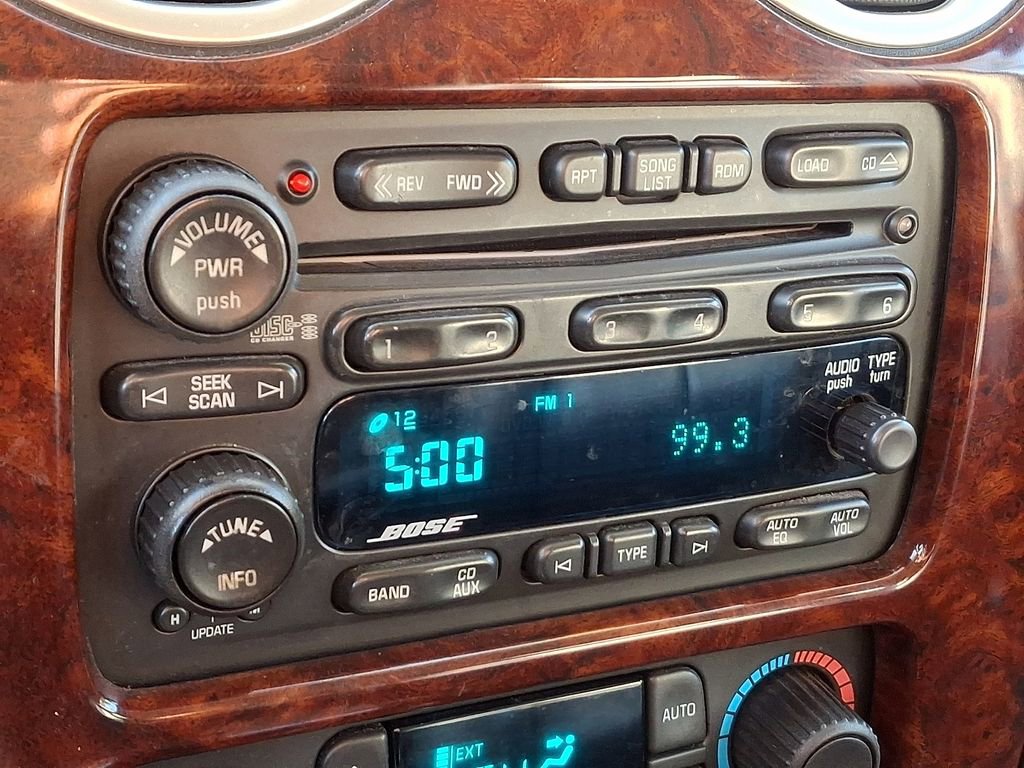 REV FWD
RPT
SONG
LIST
RDM
LOAD CD
VOLUME
PWR
push
DISC
CD CHANGER
1 2
3 4
5 6
SEEK
SCAN
AUDIO
push
TYPE
turn
12
FM 1
5:00
99.3
BOSE
TUNE
INFO
H M
UPDATE
BAND
CD
AUX
TYPE
AUTO
EQ
AUTO
VOL
AUTO
EXT